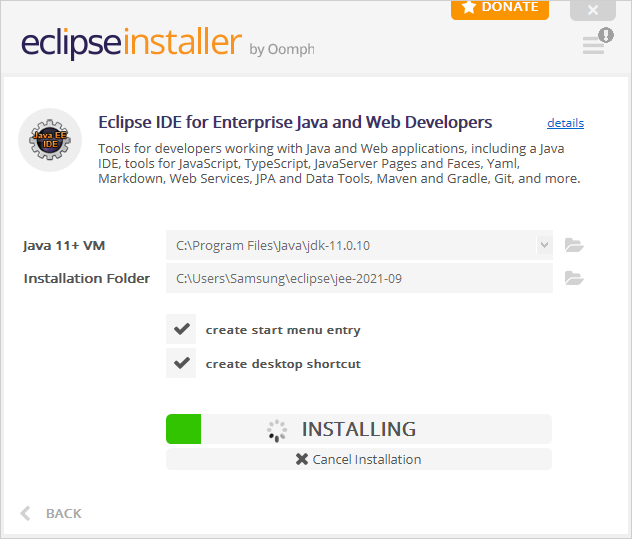 DONATE
eclipseinstaller by Oomph
Java EE
IDE
Eclipse IDE for Enterprise Java and Web Developers details
Tools for developers working with Java and Web applications, including a Java
IDE, tools for JavaScript, TypeScript, JavaServer Pages and Faces, Yaml,
Markdown, Web Services, JPA and Data Tools, Maven and Gradle, Git, and more.
Java 11+ VM C:\Program Files\Java\jdk-11.0.10
Installation Folder C:\Users\Samsung\eclipse\jee-2021-09
create start menu entry
create desktop shortcut
INSTALLING
Cancel Installation
BACK